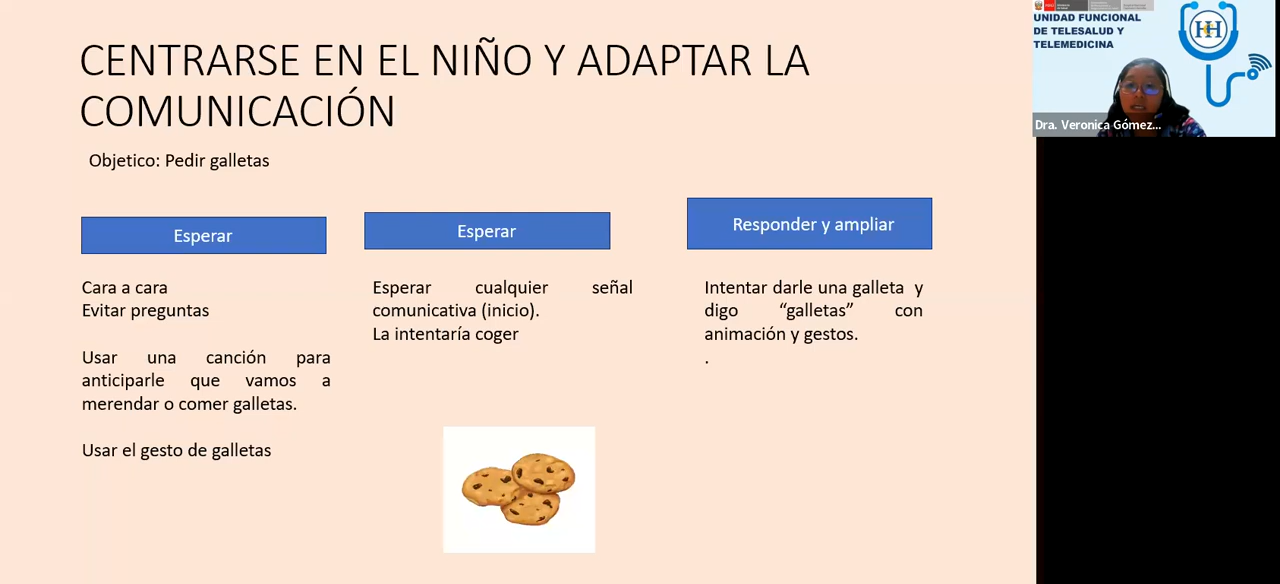 CENTRARSE EN EL NIÑO Y ADAPTAR LA
COMUNICACIÓN
Objetico: Pedir galletas
Esperar
Cara a cara
Evitar preguntas
Usar una canción para
anticiparle que vamos a
merendar o comer galletas.
Usar el gesto de galletas
Esperar
Esperar cualquier señal
comunicativa (inicio).
La intentaría coger
Responder y ampliar
Intentar darle una galleta y
digo “galletas” con
animación y gestos.
.
UNIDAD FUNCIONAL
DE TELESALUD Y
TELEMEDICINA
Dra. Veronica Gómez...